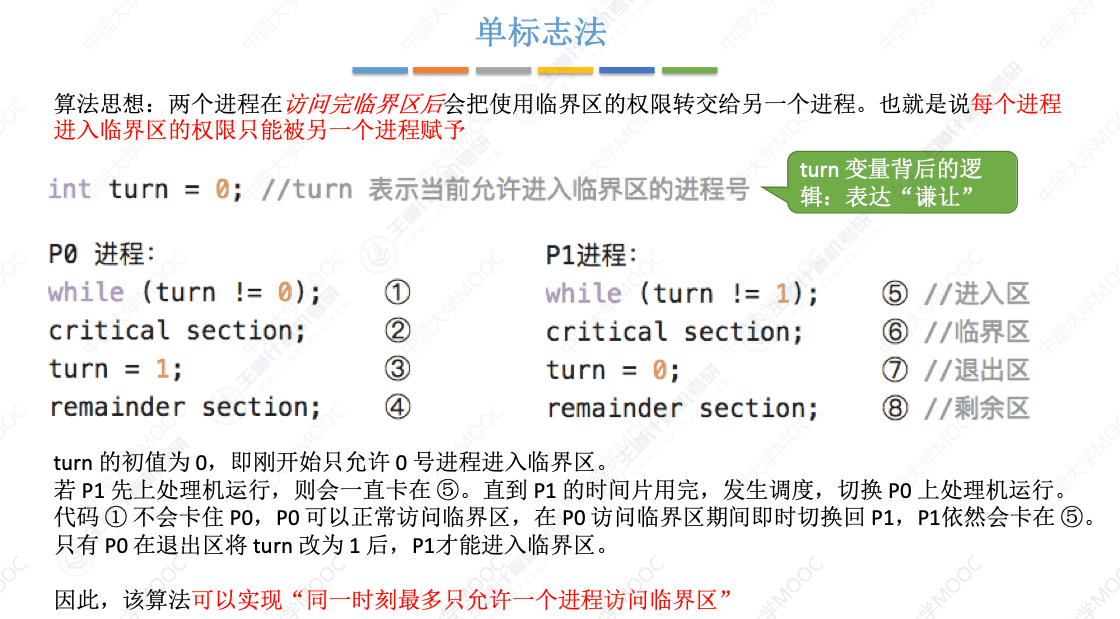 单标志法
算法思想：两个进程在访问完临界区后会把使用临界区的权限转交给另一个进程。也就是说每个进程
进入临界区的权限只能被另一个进程赋予
int turn = 0; //turn 表示当前允许进入临界区的进程号
turn 变量背后的逻
辑：表达“谦让”
P0 进程：
while (turn != 0); ①
critical section; ②
turn = 1; ③
remainder section; ④
P1进程：
while (turn != 1); ⑤ //进入区
critical section; ⑥ //临界区
turn = 0; ⑦ //退出区
remainder section; ⑧ //剩余区
turn 的初值为 0，即刚开始只允许 0 号进程进入临界区。
若 P1 先上处理机运行，则会一直卡在 ⑤。直到 P1 的时间片用完，发生调度，切换 P0 上处理机运行。
代码 ① 不会卡住 P0，P0 可以正常访问临界区，在 P0 访问临界区期间即时切换回 P1，P1依然会卡在 ⑤。
只有 P0 在退出区将 turn 改为 1 后，P1才能进入临界区。
因此，该算法可以实现“同一时刻最多只允许一个进程访问临界区”